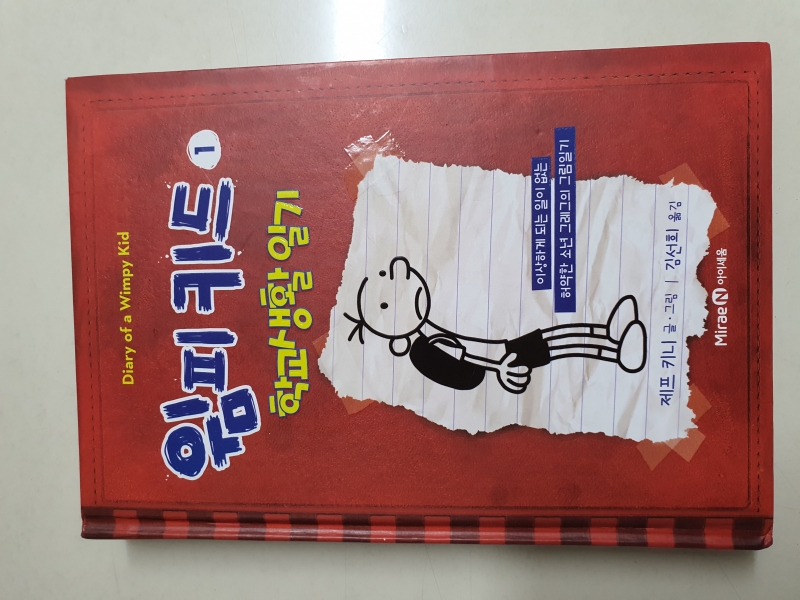 Diary of a Wimpy Kid
윔피 키드 1
학교생활 일기
이상하게 되는 일이 없는
허약한 소년 그레그의 그림일기
제프 키니 글·그림 | 김선희 옮김
Mirae N 아이세움